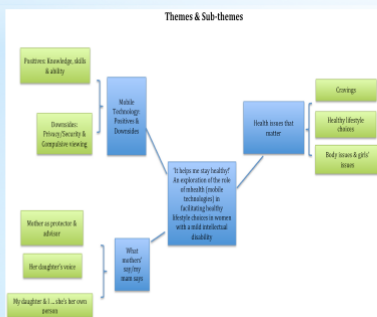 Themes & Sub-themes
Positives: Knowledge, skills
& ability
Mobile
Technology:
Positives &
Downsides
Downsides:
Privacy/Security &
Compulsive viewing
Health issues that
matter
Cravings
Healthy lifestyle
choices
Body issues & girls'
issues
'It helps me stay healthy!'
An exploration of the role
of mhealth (mobile
technologies) in
facilitating healthy
lifestyle choices in women
with a mild intellectual
disability
Mother as protector &
adviser
Her daughter's voice
My daughter & I ... she's her own
person
What
mothers'
say/my
mam says